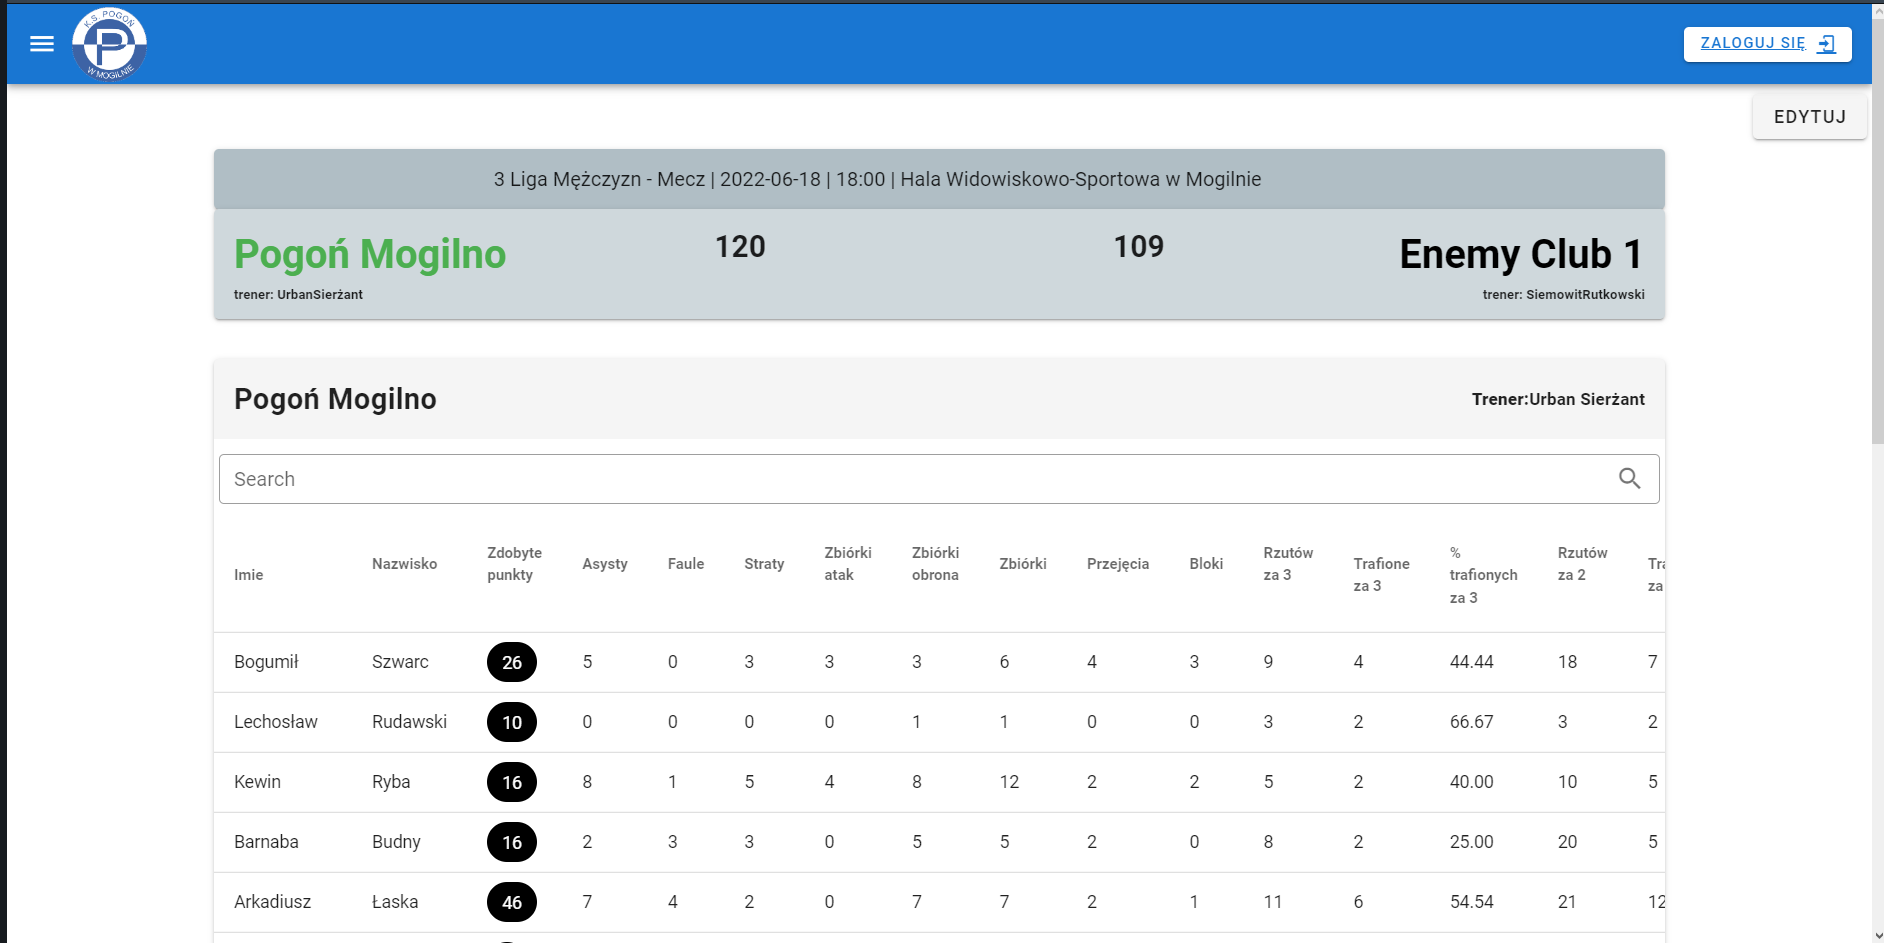 K.S. POGOŃ
P
W MOGILNIE
ZALOGUJ SIĘ
EDYTUJ
3 Liga Mężczyzn - Mecz | 2022-06-18 | 18:00 | Hala Widowiskowo-Sportowa w Mogilnie
Pogoń Mogilno 120 109 Enemy Club 1
trener: UrbanSierżant trener: SiemowitRutkowski
Pogoń Mogilno Trener:Urban Sierżant
Search
Imie Nazwisko Zdobyte punkty Asysty Faule Straty Zbiórki atak Zbiórki obrona Zbiórki Przejęcia Bloki Rzutów za 3 Trafione za 3 % trafionych za 3 Rzutów za 2 Tra za
Bogumił Szwarc 26 5 0 3 3 3 6 4 3 9 4 44.44 18 7
Lechosław Rudawski 10 0 0 0 0 1 1 0 0 3 2 66.67 3 2
Kewin Ryba 16 8 1 5 4 8 12 2 2 5 2 40.00 10 5
Barnaba Budny 16 2 3 3 0 5 5 2 0 8 2 25.00 20 5
Arkadiusz Łaska 46 7 4 2 0 7 7 2 1 11 6 54.54 21 12